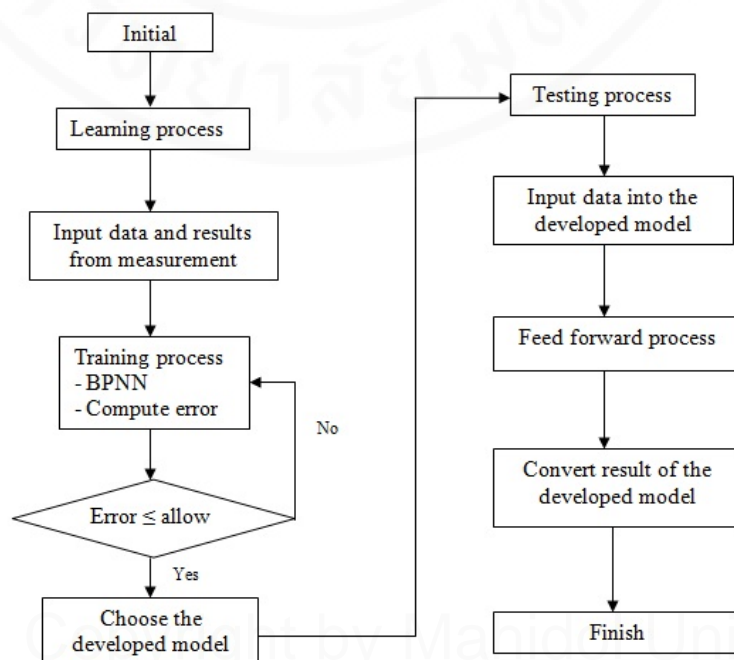 Initial
Learning process
Input data and results
from measurement
Training process
- BPNN
- Compute error
No
Error ≤ allow
Yes
Choose the
developed model
Testing process
Input data into the
developed model
Feed forward process
Convert result of the
developed model
Finish
Copyright by Mahidol Uni